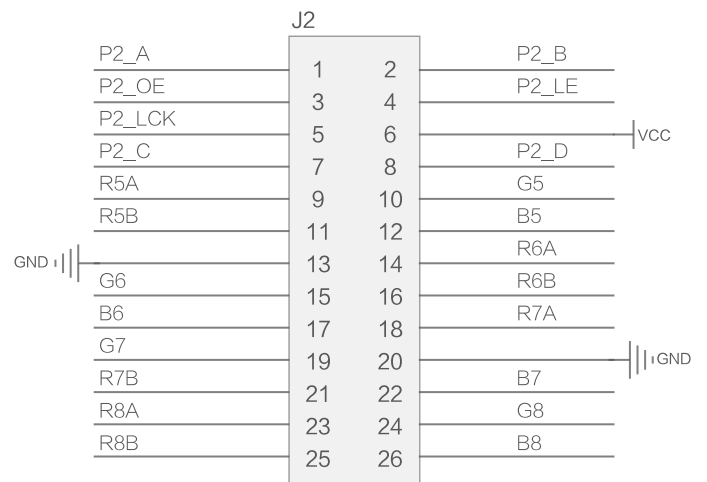 J2
P2_A 1 2 P2_B
P2_OE 3 4 P2_LE
P2_LCK 5 6 VCC
P2_C 7 8 P2_D
R5A 9 10 G5
R5B 11 12 B5
GND 13 14 R6A
G6 15 16 R6B
B6 17 18 R7A
G7 19 20 GND
R7B 21 22 B7
R8A 23 24 G8
R8B 25 26 B8